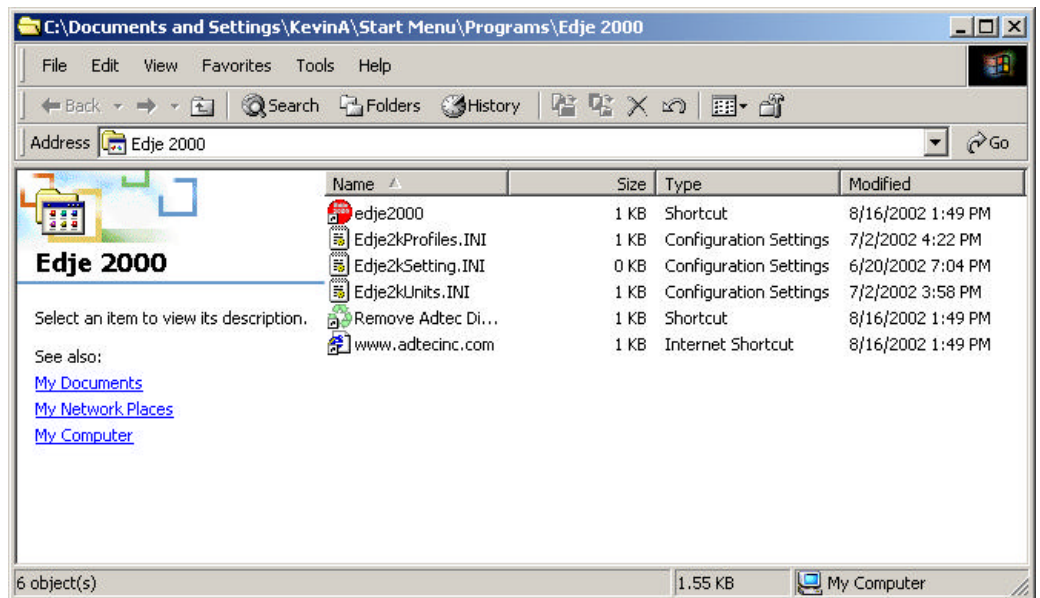 C:\Documents and Settings\KevinA\Start Menu\Programs\Edje 2000
File Edit View Favorites Tools Help
Back Search Folders History
Address Edje 2000 Go
Name Size Type Modified
edje2000 1 KB Shortcut 8/16/2002 1:49 PM
Edje2kProfiles.INI 1 KB Configuration Settings 7/2/2002 4:22 PM
Edje2kSetting.INI 0 KB Configuration Settings 6/20/2002 7:04 PM
Edje2kUnits.INI 1 KB Configuration Settings 7/2/2002 3:58 PM
Remove Adtec Di... 1 KB Shortcut 8/16/2002 1:49 PM
www.adtecinc.com 1 KB Internet Shortcut 8/16/2002 1:49 PM
Edje 2000
Select an item to view its description.
See also:
My Documents
My Network Places
My Computer
6 object(s) 1.55 KB My Computer